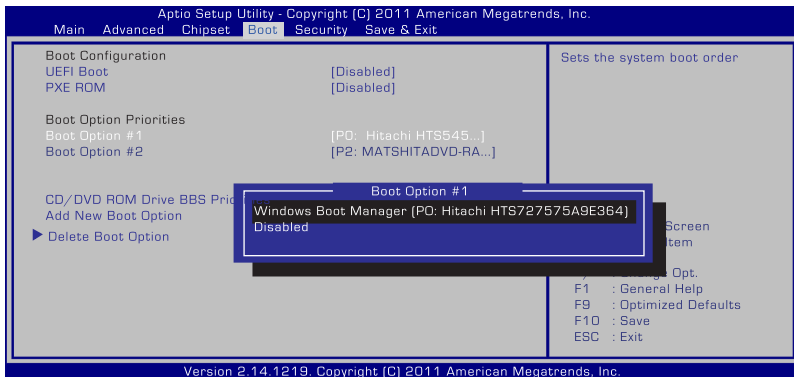 Aptio Setup Utility - Copyright (C) 2011 American Megatrends, Inc.
Main Advanced Chipset Boot Security Save & Exit
Boot Configuration
UEFI Boot [Disabled]
PXE ROM [Disabled]
Boot Option Priorities
Boot Option #1 [P0: Hitachi HTS545...]
Boot Option #2 [P2: MATSHITADVD-RA...]
CD/DVD ROM Drive BBS
Add New Boot Option
Delete Boot Option
Sets the system boot order
Boot Option #1
Windows Boot Manager (P0: Hitachi HTS727575A9E364)
Disabled
Screen
Opt.
F1 : General Help
F9 : Optimized Defaults
F10 : Save
ESC : Exit
Version 2.14.1219. Copyright (C) 2011 American Megatrends, Inc.